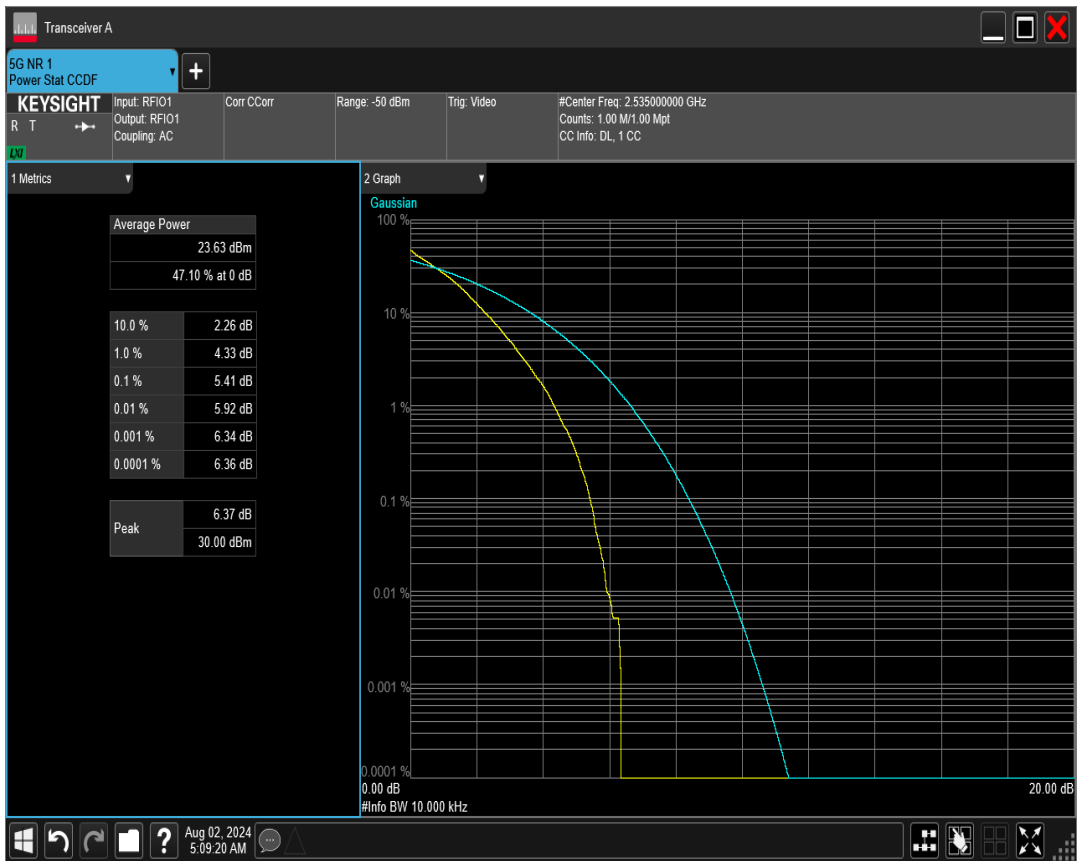 Transceiver A
5G NR 1
Power Stat CCDF
KEYSIGHT
R T
LXI
Input: RFIO1
Output: RFIO1
Coupling: AC
Corr CCorr
Range: -50 dBm
Trig: Video
#Center Freq: 2.535000000 GHz
Counts: 1.00 M/1.00 Mpt
CC Info: DL, 1 CC
1 Metrics
Average Power
23.63 dBm
47.10 % at 0 dB
10.0 % 2.26 dB
1.0 % 4.33 dB
0.1 % 5.41 dB
0.01 % 5.92 dB
0.001 % 6.34 dB
0.0001 % 6.36 dB
Peak 6.37 dB
30.00 dBm
2 Graph
Gaussian
100 %
10 %
1 %
0.1 %
0.01 %
0.001 %
0.0001 %
0.00 dB 20.00 dB
#Info BW 10.000 kHz
? Aug 02, 2024
5:09:20 AM